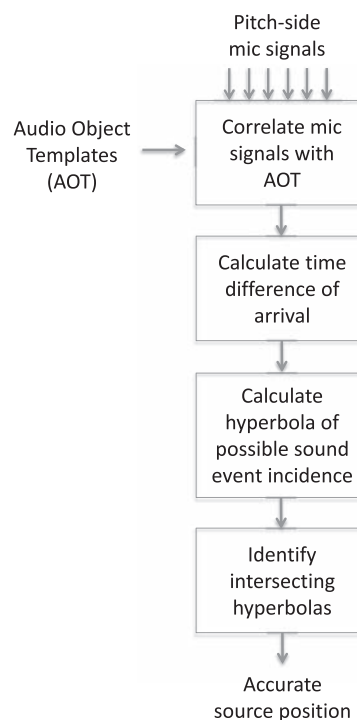 Pitch-side
mic signals
Audio Object
Templates
(AOT)
Correlate mic
signals with
AOT
Calculate time
difference of
arrival
Calculate
hyperbola of
possible sound
event incidence
Identify
intersecting
hyperbolas
Accurate
source position